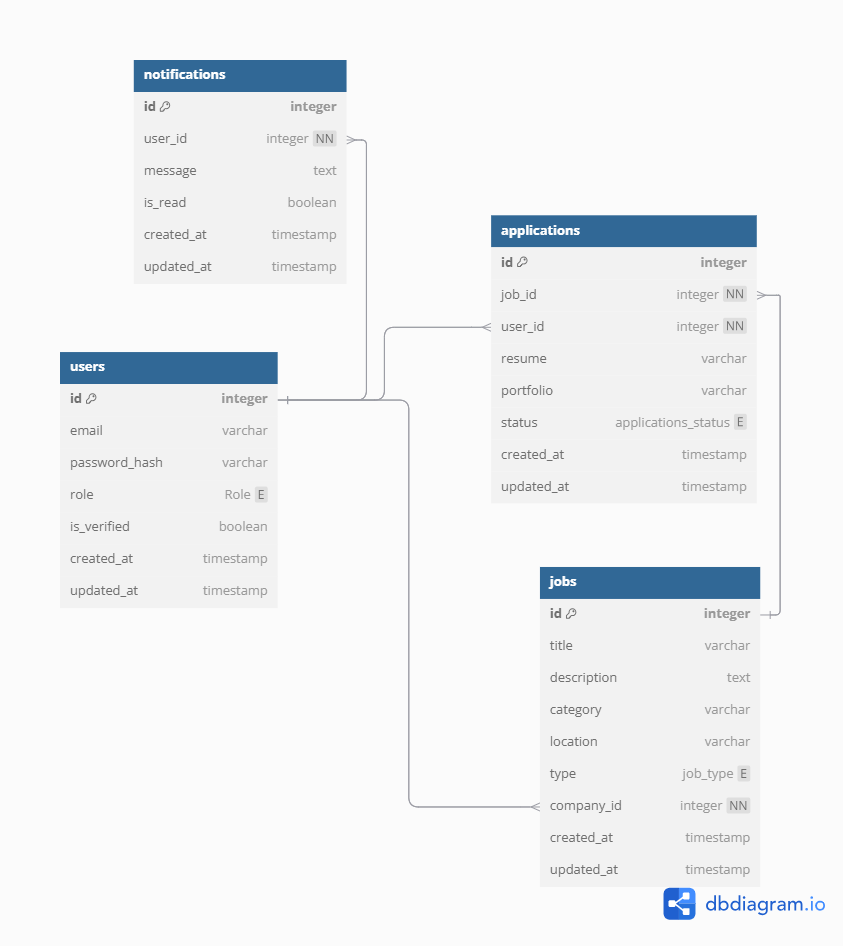 notifications
id integer
user_id integer NN
message text
is_read boolean
created_at timestamp
updated_at timestamp
applications
id integer
job_id integer NN
user_id integer NN
resume varchar
portfolio varchar
status applications_status E
created_at timestamp
updated_at timestamp
users
id integer
email varchar
password_hash varchar
role Role E
is_verified boolean
created_at timestamp
updated_at timestamp
jobs
id integer
title varchar
description text
category varchar
location varchar
type job_type E
company_id integer NN
created_at timestamp
updated_at timestamp
dbdiagram.io